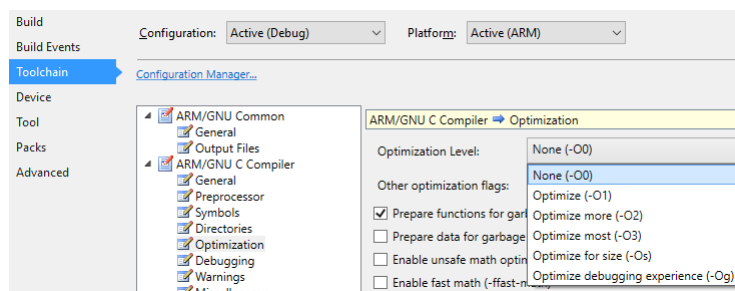 Build
Build Events
Toolchain
Device
Tool
Packs
Advanced
Configuration: Active (Debug) Platform: Active (ARM)
Configuration Manager...
ARM/GNU Common
General
Output Files
ARM/GNU C Compiler
General
Preprocessor
Symbols
Directories
Optimization
Debugging
Warnings
ARM/GNU C Compiler ➡ Optimization
Optimization Level: None (-O0)
Other optimization flags:
Prepare functions for
Prepare data for garbage
Enable unsafe math
Enable fast math
None (-O0)
Optimize (-O1)
Optimize more (-O2)
Optimize most (-O3)
Optimize for size (-Os)
Optimize debugging experience (-Og)